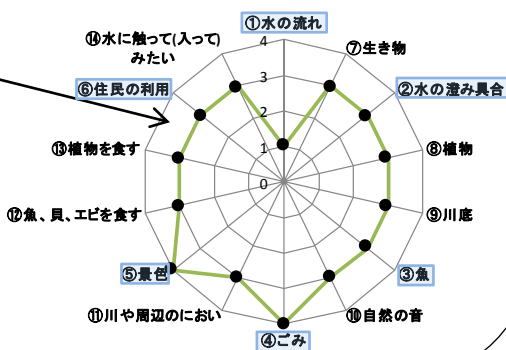 ①水の流れ
⑦生き物
②水の澄み具合
⑧植物
⑨川底
③魚
⑩自然の音
④ごみ
⑪川や周辺のにおい
⑤景色
⑫魚、貝、エビを食す
⑬植物を食す
⑥住民の利用
⑭水に触って(入って)
みたい
4
3
2
1
0